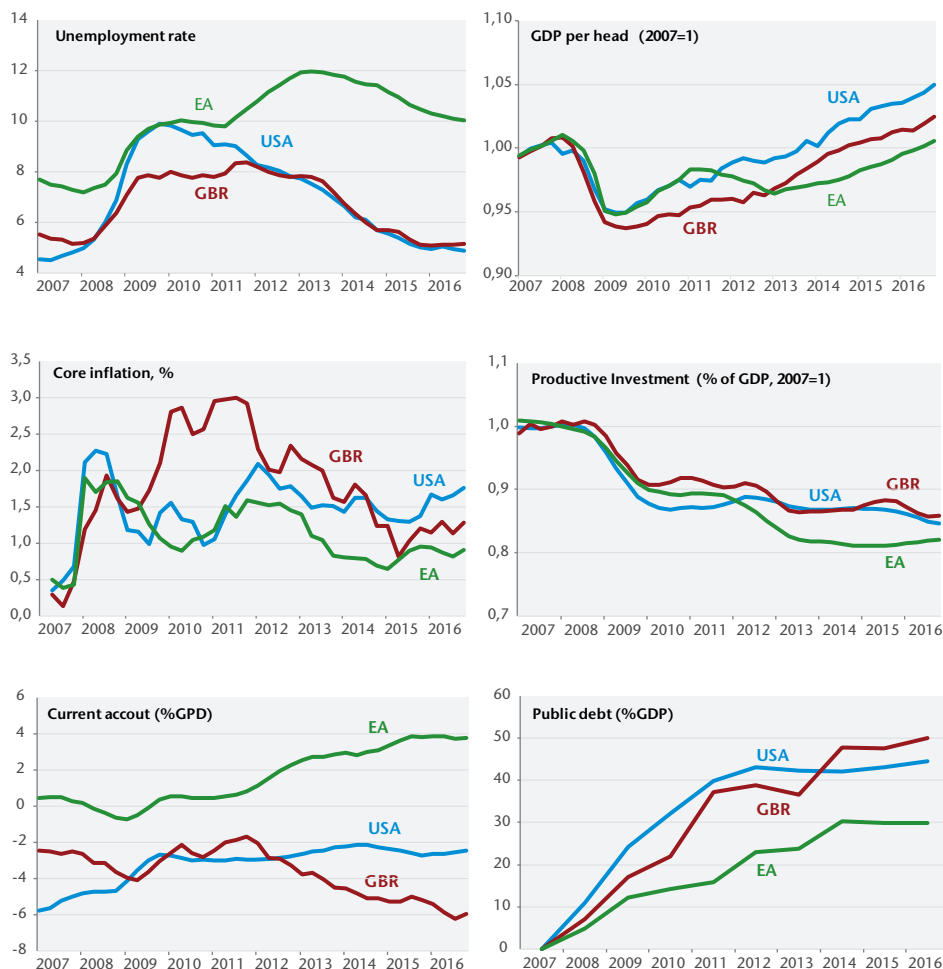 Unemployment rate
14
12
10
8
6
4
EA
USA
GBR
2007 2008 2009 2010 2011 2012 2013 2014 2015 2016
GDP per head (2007=1)
1,10
1,05
1,00
0,95
0,90
USA
EA
GBR
2007 2008 2009 2010 2011 2012 2013 2014 2015 2016
Core inflation, %
3,5
3,0
2,5
2,0
1,5
1,0
0,5
0,0
GBR
USA
EA
2007 2008 2009 2010 2011 2012 2013 2014 2015 2016
Productive Investment (% of GDP, 2007=1)
1,1
1,0
0,9
0,8
0,7
GBR
USA
EA
2007 2008 2009 2010 2011 2012 2013 2014 2015 2016
Current accout (%GPD)
6
4
2
0
-2
-4
-6
-8
EA
USA
GBR
2007 2008 2009 2010 2011 2012 2013 2014 2015 2016
Public debt (%GDP)
60
50
40
30
20
10
0
USA
GBR
EA
2007 2008 2009 2010 2011 2012 2013 2014 2015 2016